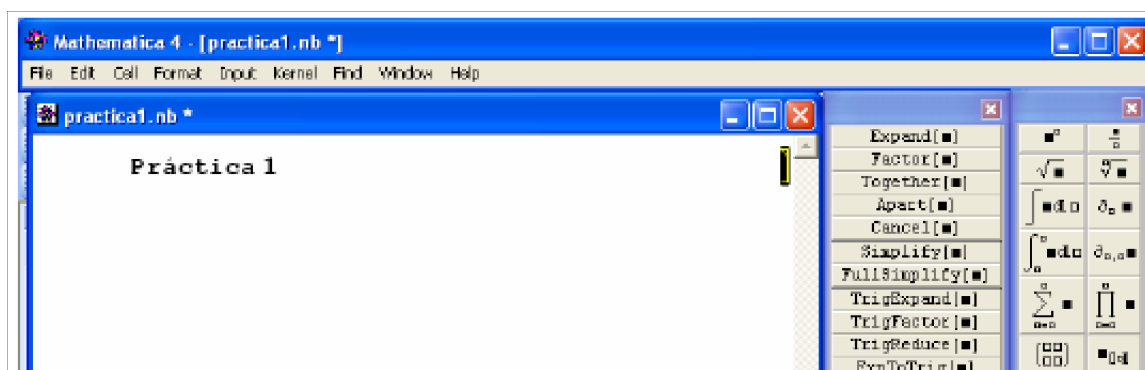 Mathematica 4 - [practica1.nb *]
File Edit Cell Format Input Kernel Find Window Help
practica1.nb *
Práctica 1
Expand[■]
Factor[■]
Together[■]
Apart[■]
Cancel[■]
Simplify[■]
FullSimplify[■]
TrigExpand[■]
TrigFactor[■]
TrigReduce[■]
ExpToTrig[■]
■□
■/□
√■
□√■
∫■d□
∂□ ■
∫□□■d□
∂□,□■
∑□□=□ ■
∏□□=□ ■